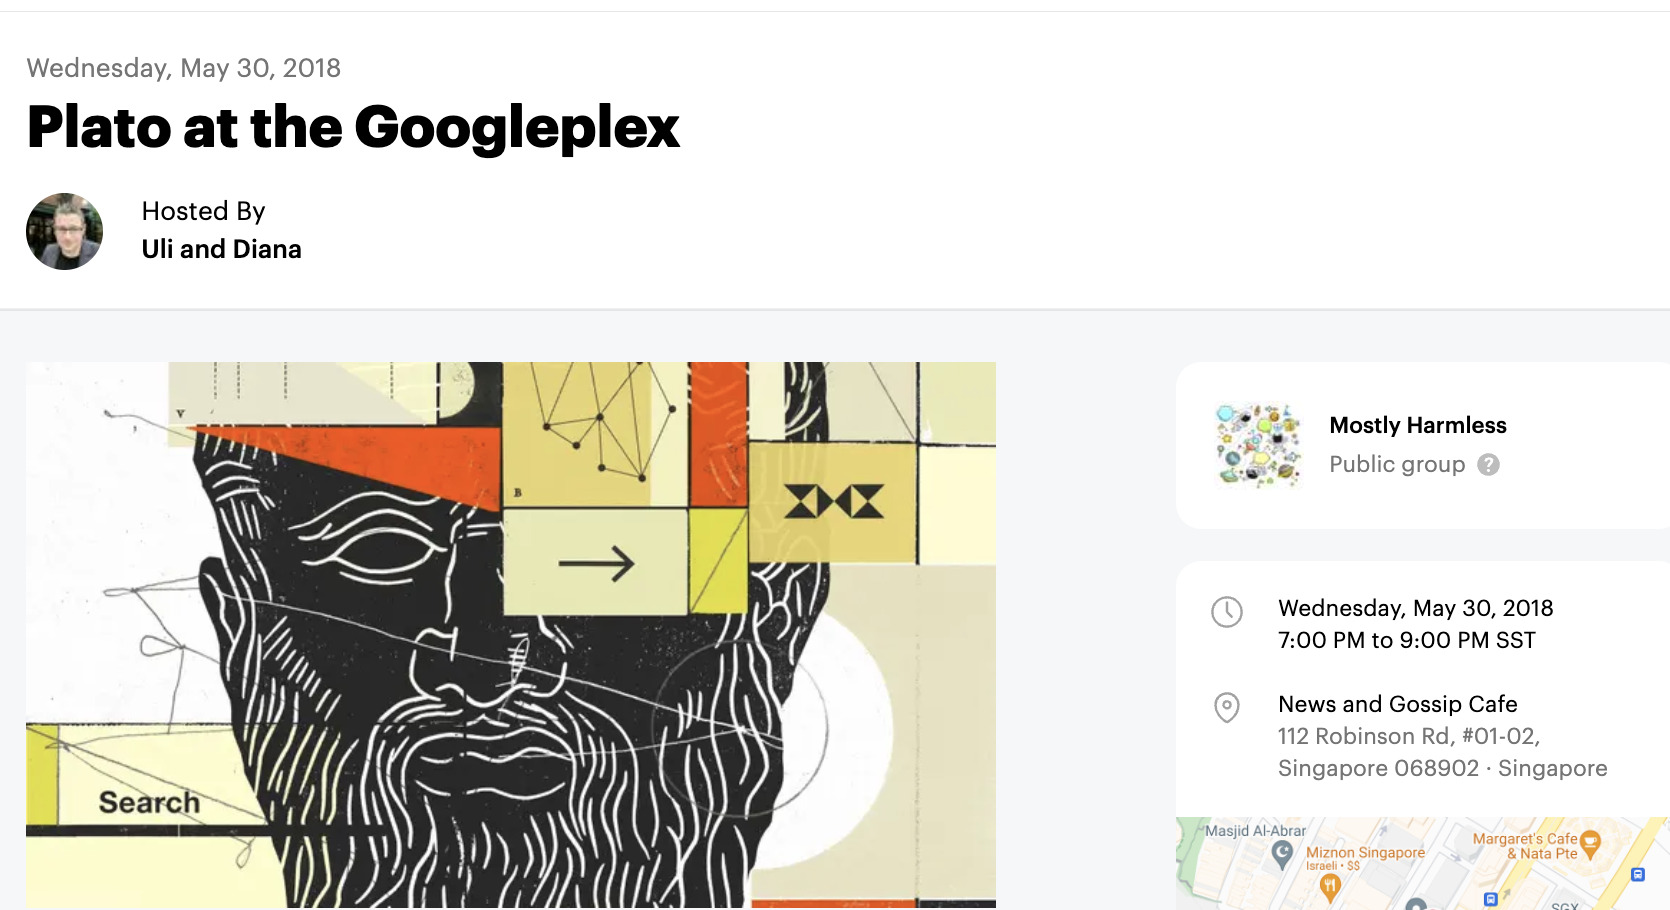 Wednesday, May 30, 2018
Plato at the Googleplex
Hosted By
Uli and Diana
V
B
Search
Mostly Harmless
Public group ?
Wednesday, May 30, 2018
7:00 PM to 9:00 PM SST
News and Gossip Cafe
112 Robinson Rd, #01-02,
Singapore 068902 · Singapore
Masjid Al-Abrar
Miznon Singapore
Israeli • $$
Margaret's Cafe
& Nata Pte
SGX